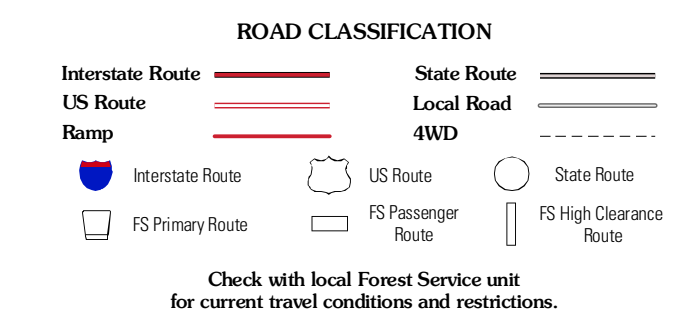 ROAD CLASSIFICATION
Interstate Route
State Route
US Route
Local Road
Ramp
4WD
Interstate Route
US Route
State Route
FS Primary Route
FS Passenger
Route
FS High Clearance
Route
Check with local Forest Service unit
for current travel conditions and restrictions.